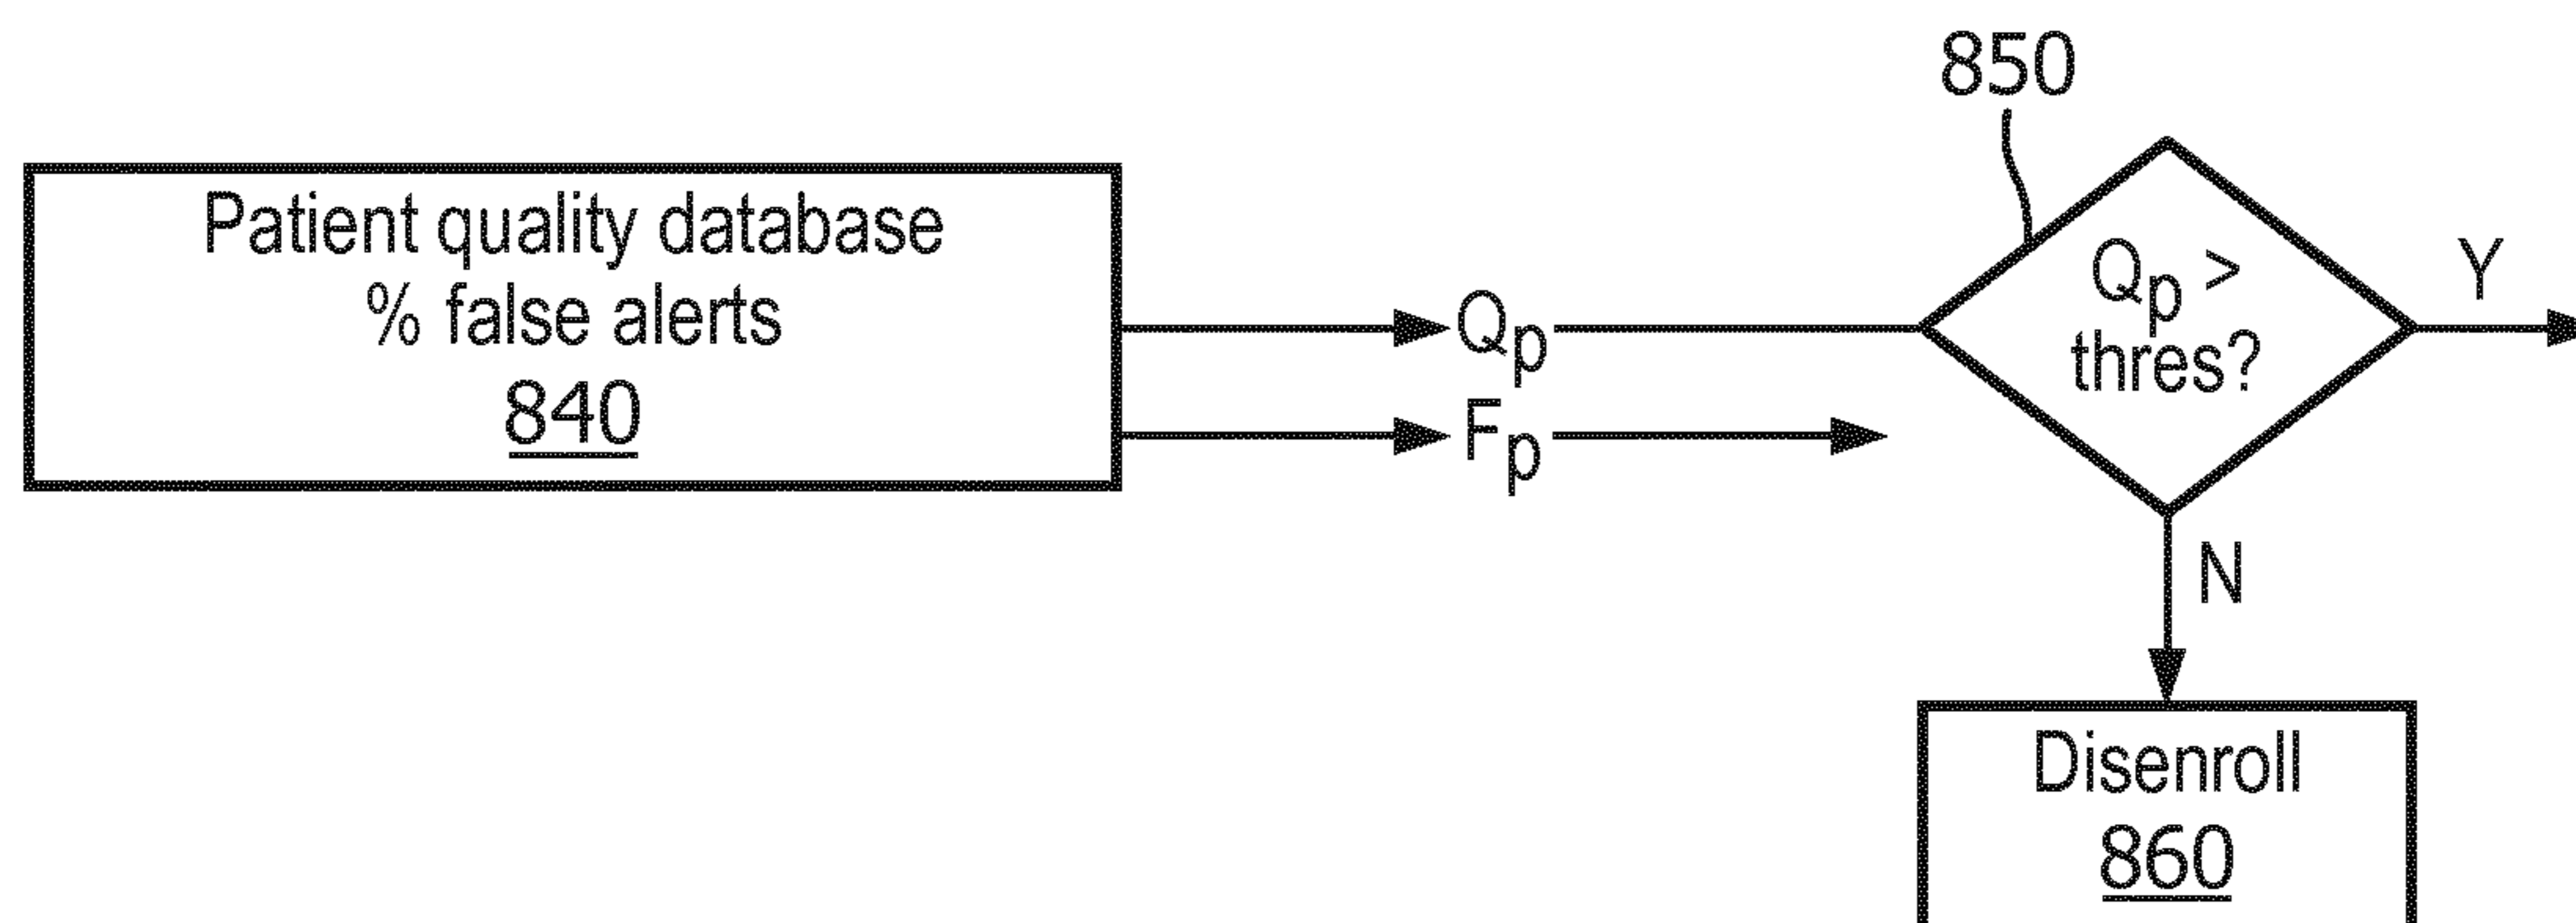 850
Patient quality database
% false alerts
840
Qp
Fp
Qp >
thres?
Y
N
Disenroll
860